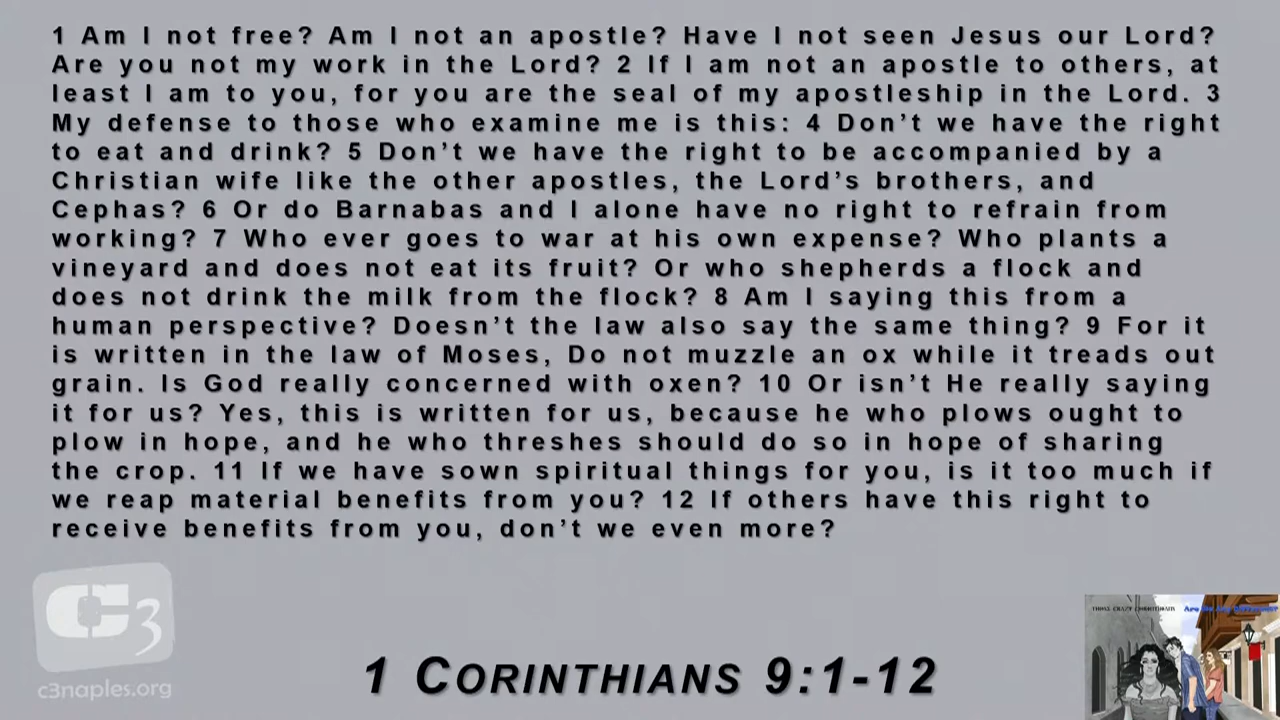 1 Am I not free? Am I not an apostle? Have I not seen Jesus our Lord?
Are you not my work in the Lord? 2 If I am not an apostle to others, at
least I am to you, for you are the seal of my apostleship in the Lord. 3
My defense to those who examine me is this: 4 Don’t we have the right
to eat and drink? 5 Don’t we have the right to be accompanied by a
Christian wife like the other apostles, the Lord’s brothers, and
Cephas? 6 Or do Barnabas and I alone have no right to refrain from
working? 7 Who ever goes to war at his own expense? Who plants a
vineyard and does not eat its fruit? Or who shepherds a flock and
does not drink the milk from the flock? 8 Am I saying this from a
human perspective? Doesn’t the law also say the same thing? 9 For it
is written in the law of Moses, Do not muzzle an ox while it treads out
grain. Is God really concerned with oxen? 10 Or isn’t He really saying
it for us? Yes, this is written for us, because he who plows ought to
plow in hope, and he who threshes should do so in hope of sharing
the crop. 11 If we have sown spiritual things for you, is it too much if
we reap material benefits from you? 12 If others have this right to
receive benefits from you, don’t we even more?
C3
c3naples.org
1 CORINTHIANS 9:1-12
THOSE CRAZY CORINTHIANS